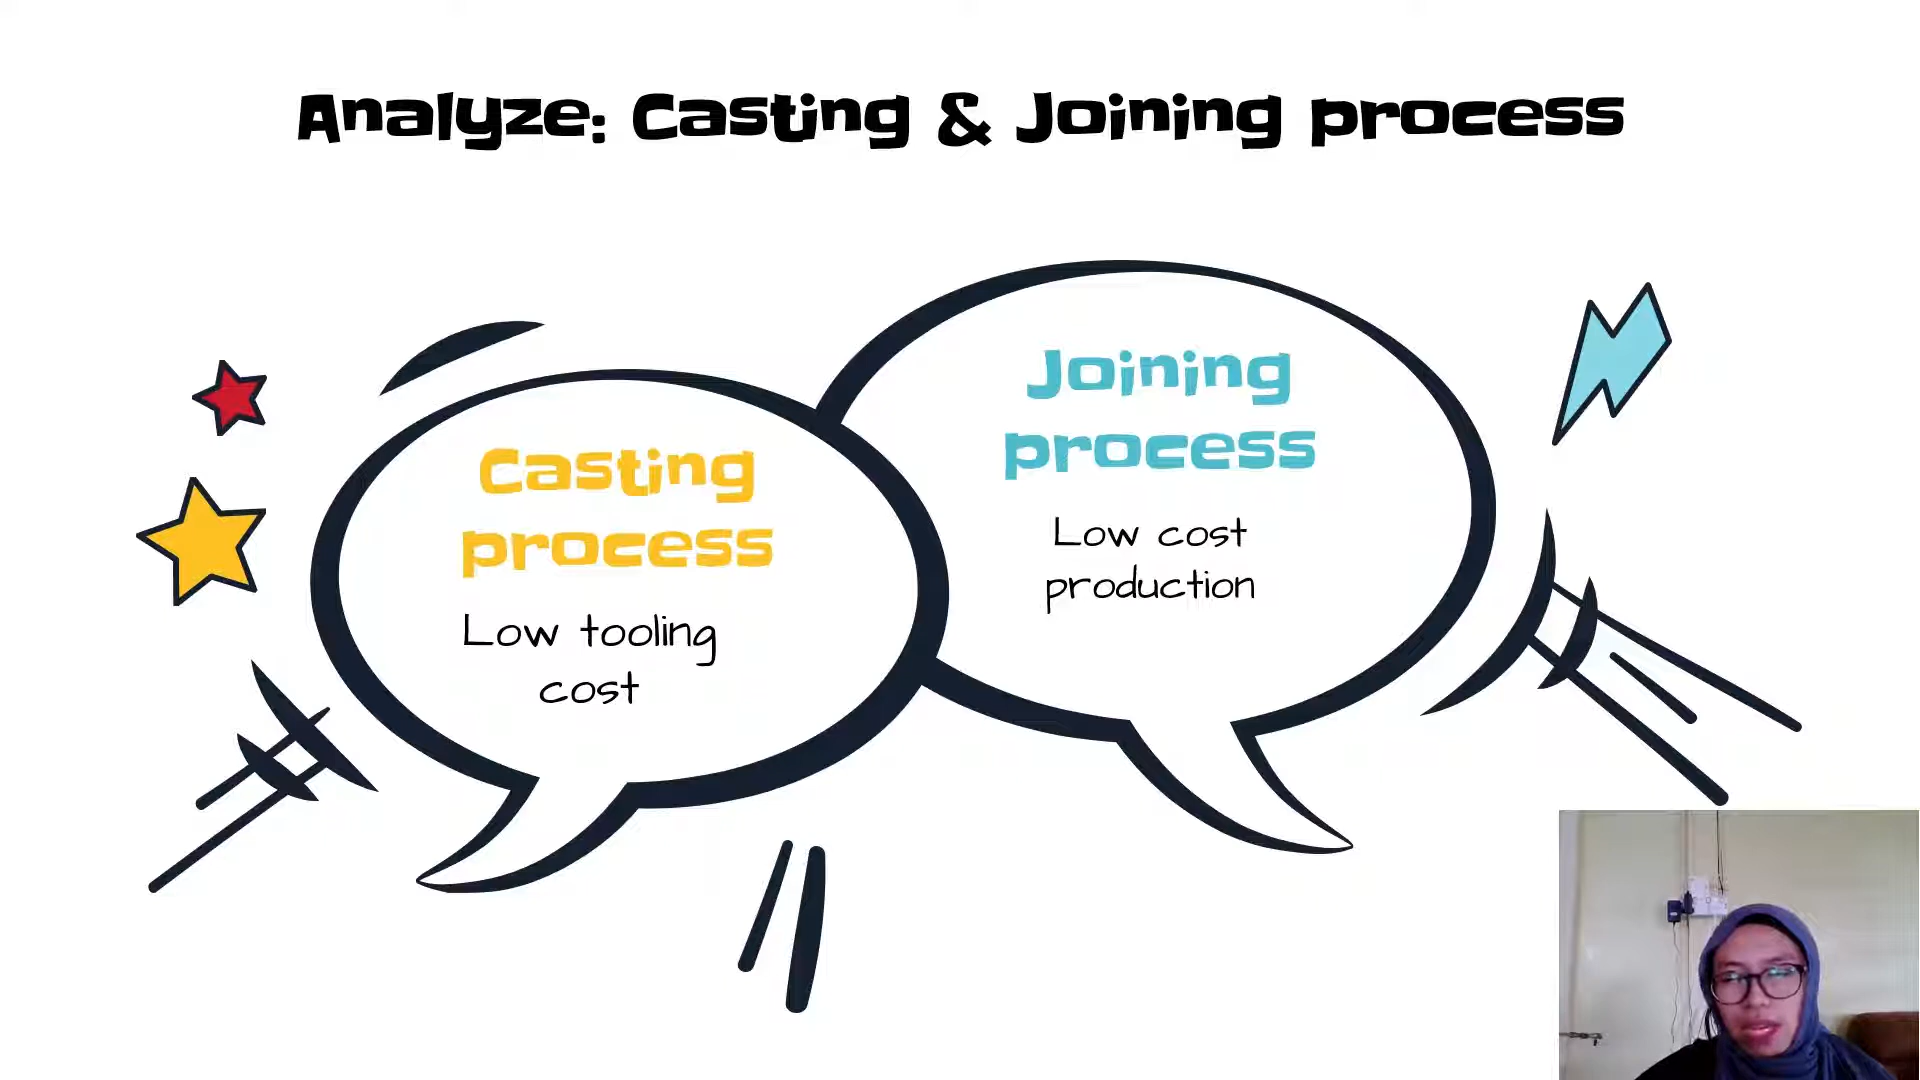 Analyze: Casting & Joining process
Casting
process
Low tooling
cost
Joining
process
Low cost
production